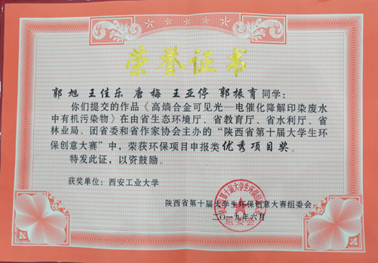 荣誉证书
郭旭 王佳乐 唐梅 王亚停 郭振育 同学：
你们提交的作品《高熵合金可见光—电催化降解印染废水
中有机污染物》在由省生态环境厅、省教育厅、省水利厅、省
林业局、团省委和省作家协会主办的“陕西省第十届大学生环
保创意大赛”中，荣获环保项目申报类优秀项目奖。
特发此证，以资鼓励。
获奖单位：西安工业大学
陕西省第十届大学生环保创意大赛组委会
二〇一九年六月